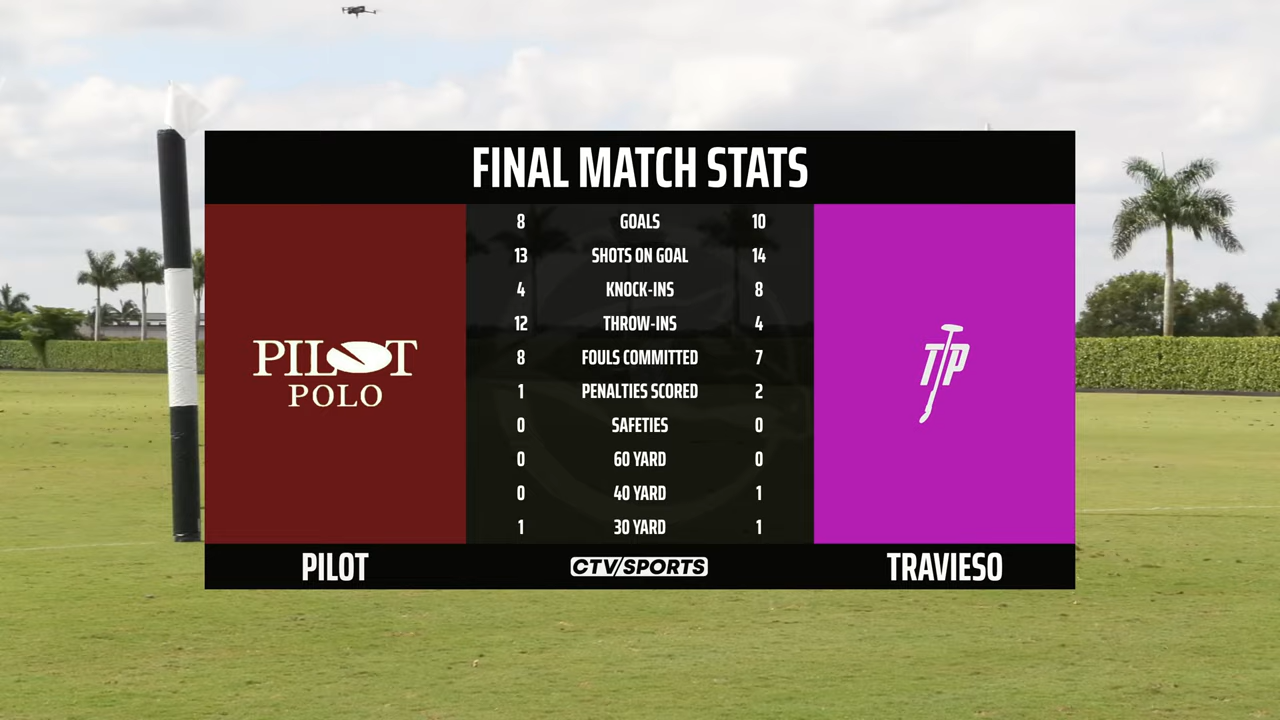 FINAL MATCH STATS
8 GOALS 10
13 SHOTS ON GOAL 14
4 KNOCK-INS 8
12 THROW-INS 4
8 FOULS COMMITTED 7
1 PENALTIES SCORED 2
0 SAFETIES 0
0 60 YARD 0
0 40 YARD 1
1 30 YARD 1
PILOT
POLO
TP
PILOT CTV/SPORTS TRAVIESO